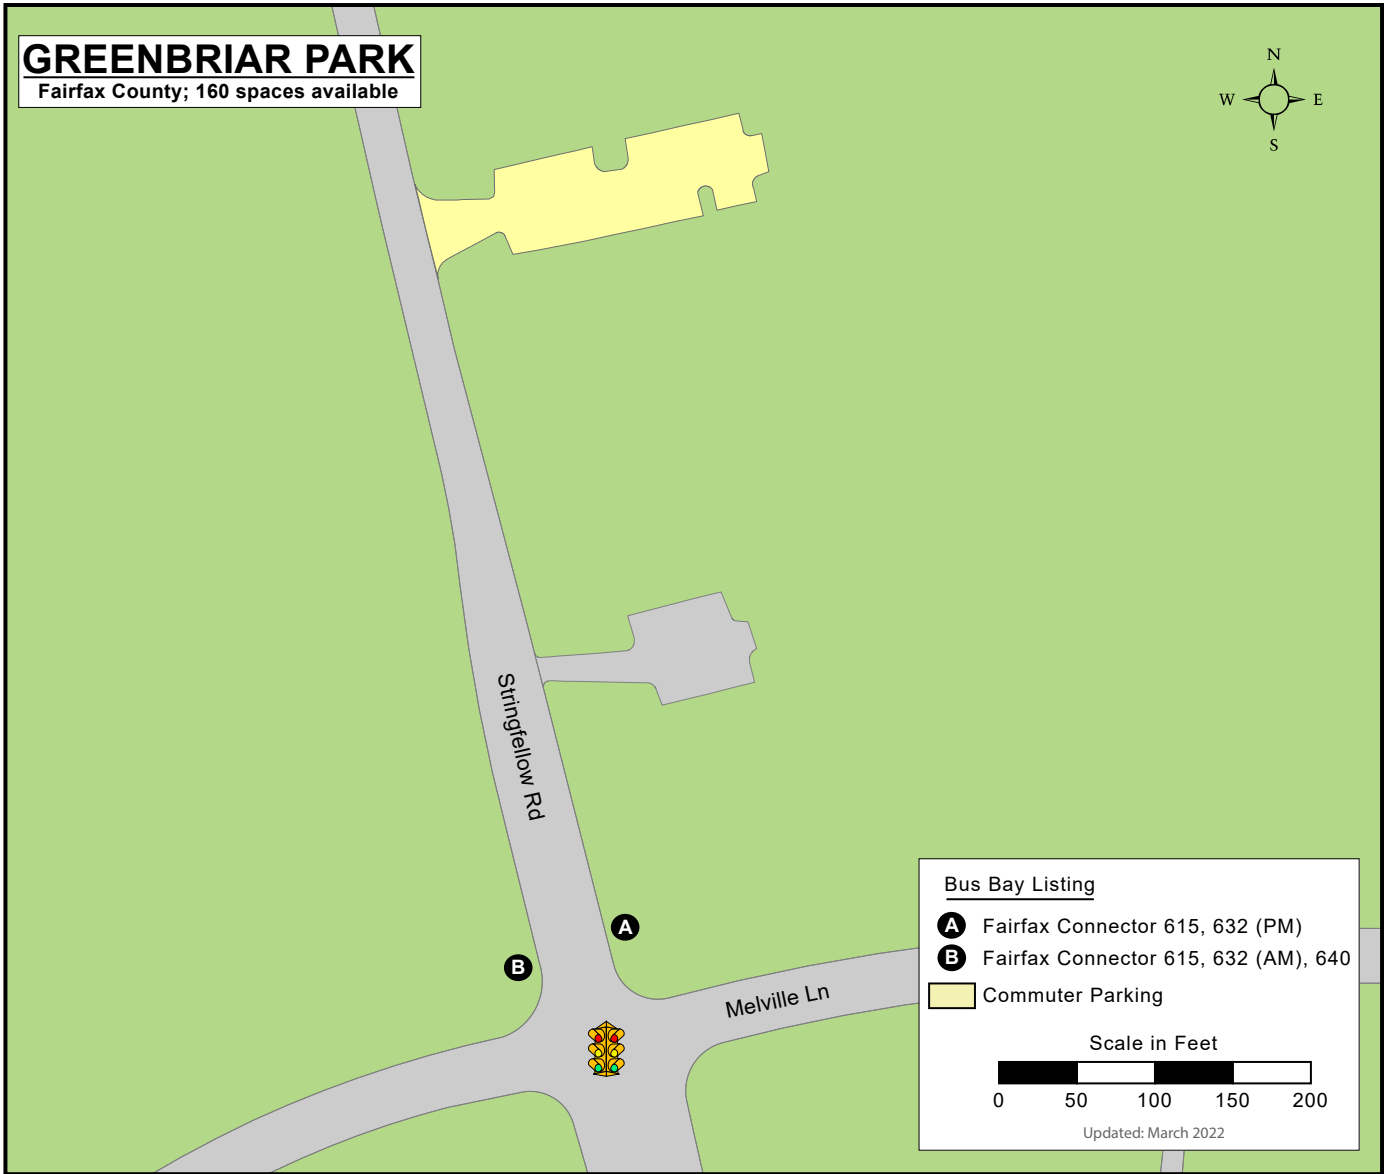 GREENBRIAR PARK
Fairfax County; 160 spaces available
N
W E
S
Stringfellow Rd
A
B
Melville Ln
Bus Bay Listing
A Fairfax Connector 615, 632 (PM)
B Fairfax Connector 615, 632 (AM), 640
Commuter Parking
Scale in Feet
0 50 100 150 200
Updated: March 2022